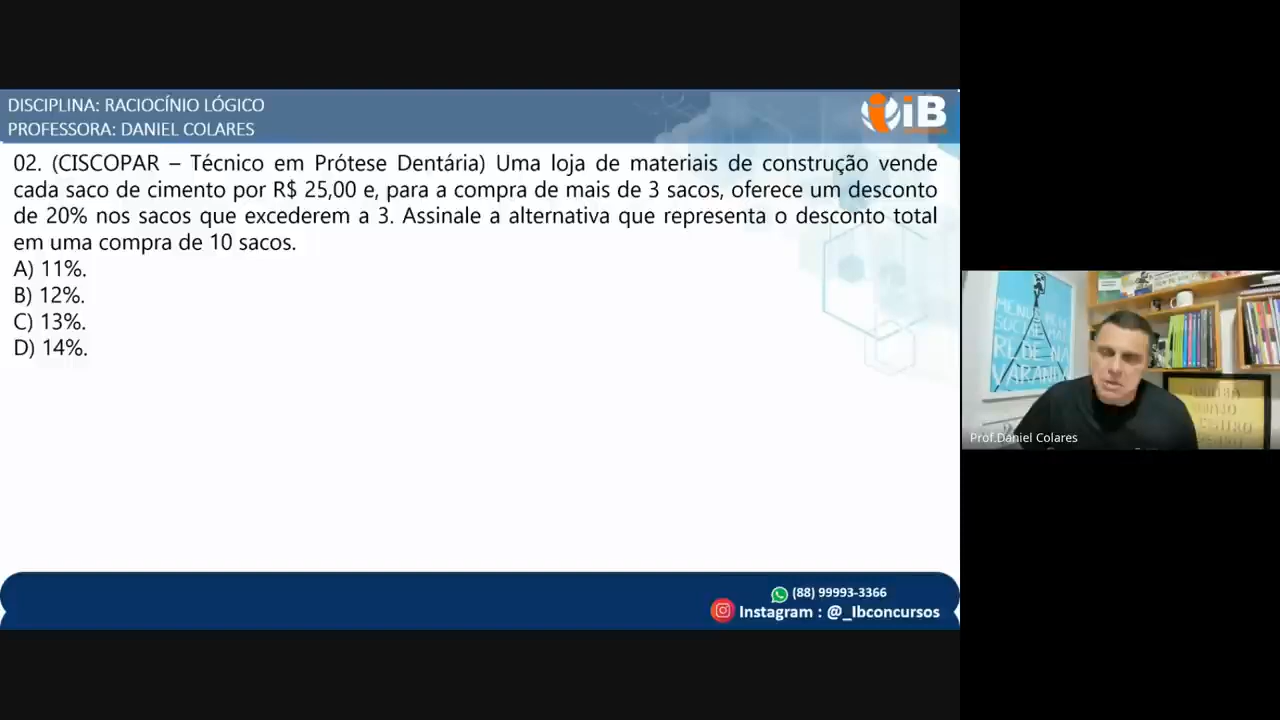 DISCIPLINA: RACIOCÍNIO LÓGICO
PROFESSORA: DANIEL COLARES
iB
02. (CISCOPAR – Técnico em Prótese Dentária) Uma loja de materiais de construção vende
cada saco de cimento por R$ 25,00 e, para a compra de mais de 3 sacos, oferece um desconto
de 20% nos sacos que excederem a 3. Assinale a alternativa que representa o desconto total
em uma compra de 10 sacos.
A) 11%.
B) 12%.
C) 13%.
D) 14%.
REDE NA
Prof.Daniel Colares
(88) 99993-3366
Instagram : @_Ibconcursos